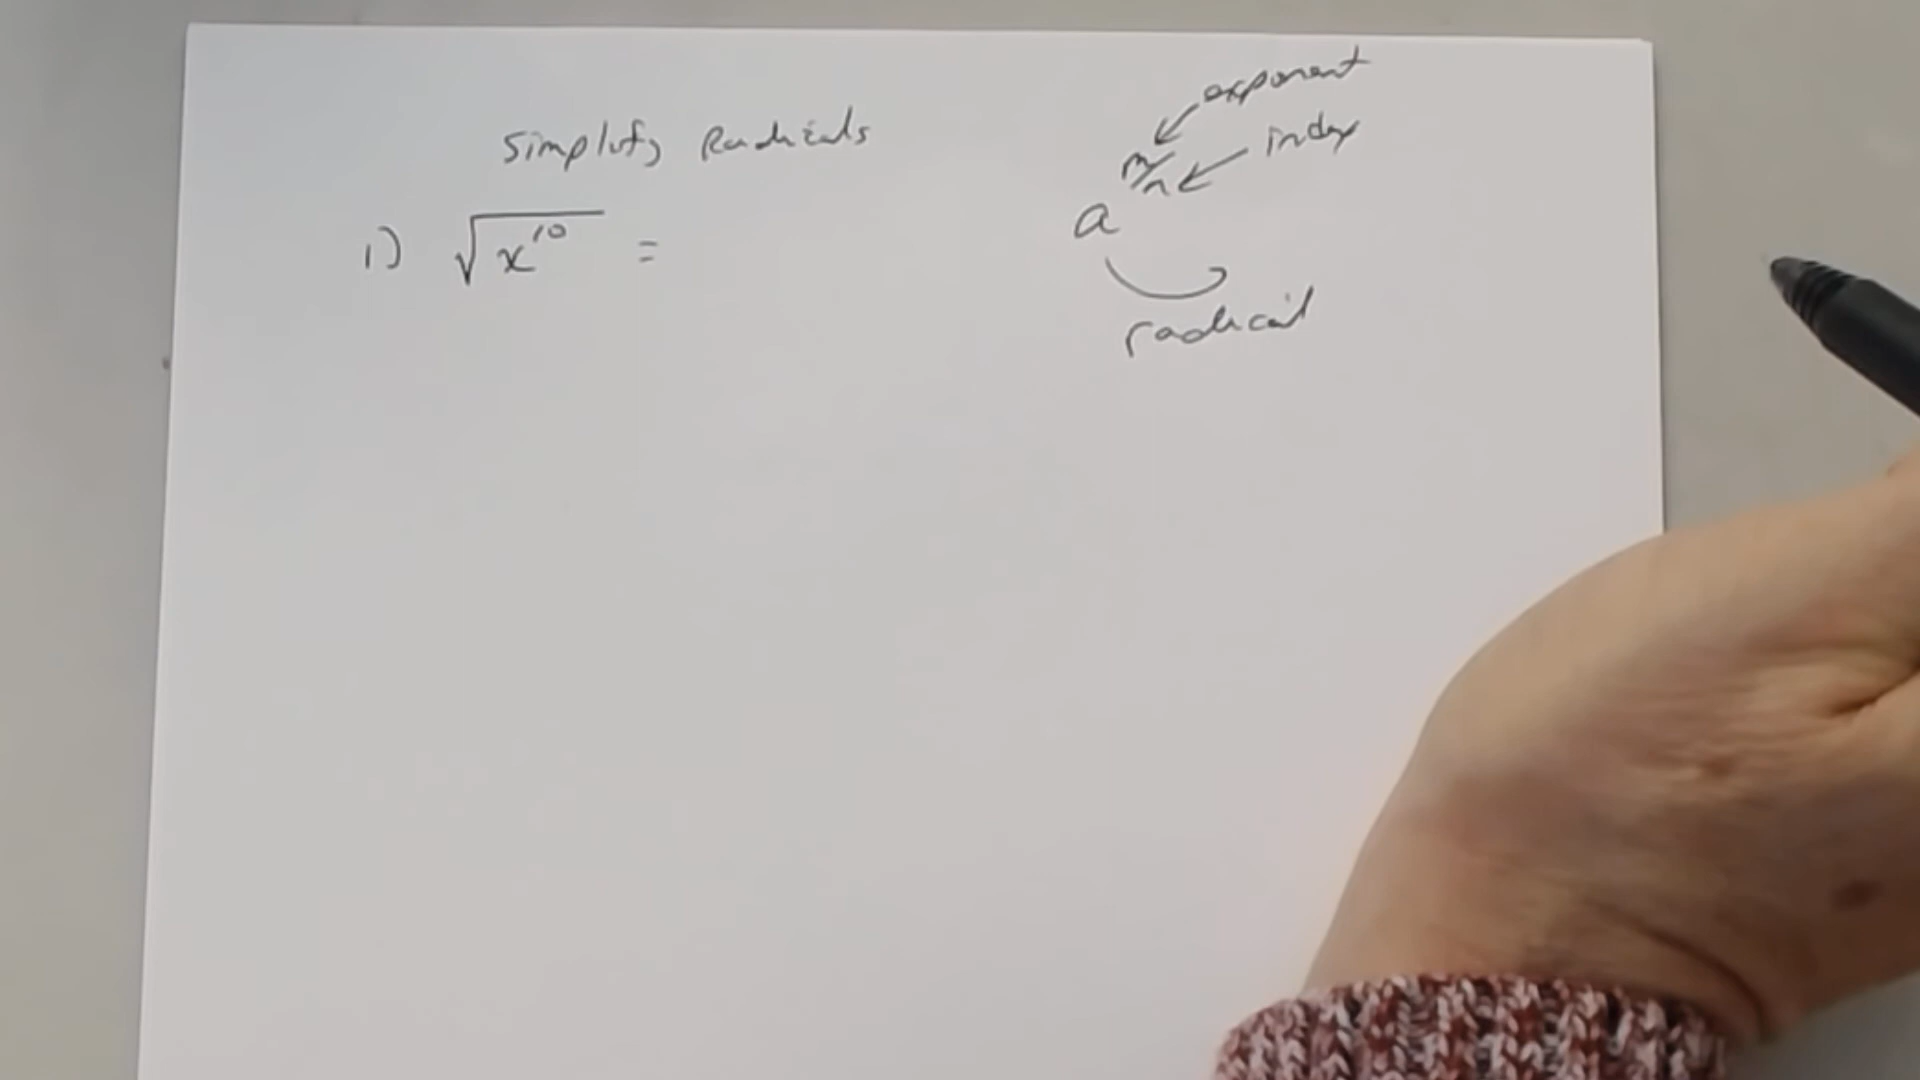 Simplify Radicals
1) √x¹⁰ =
exponent
index
a^m/n
radical